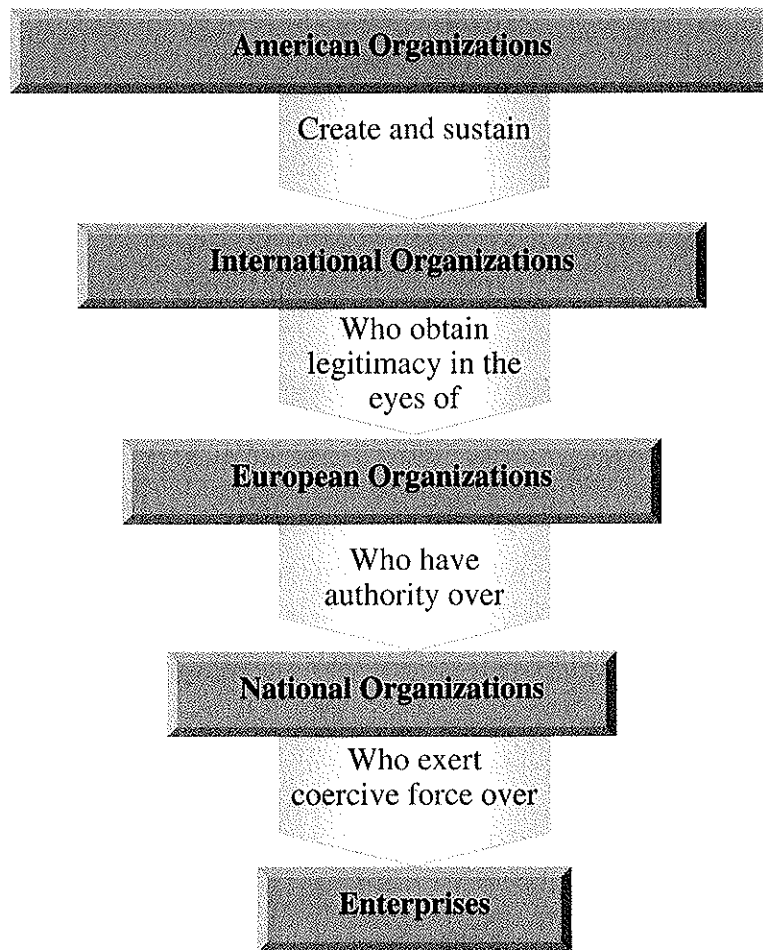 American Organizations
Create and sustain
International Organizations
Who obtain
legitimacy in the
eyes of
European Organizations
Who have
authority over
National Organizations
Who exert
coercive force over
Enterprises